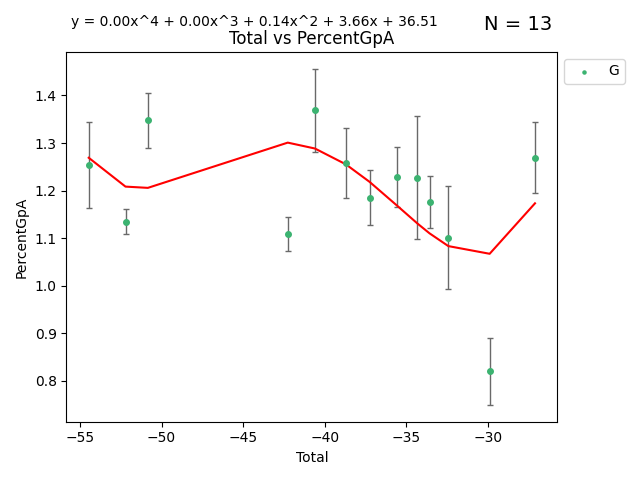 y = 0.00x^4 + 0.00x^3 + 0.14x^2 + 3.66x + 36.51
N = 13
Total vs PercentGpA
G
PercentGpA
1.4
1.3
1.2
1.1
1.0
0.9
0.8
−55 −50 −45 −40 −35 −30
Total